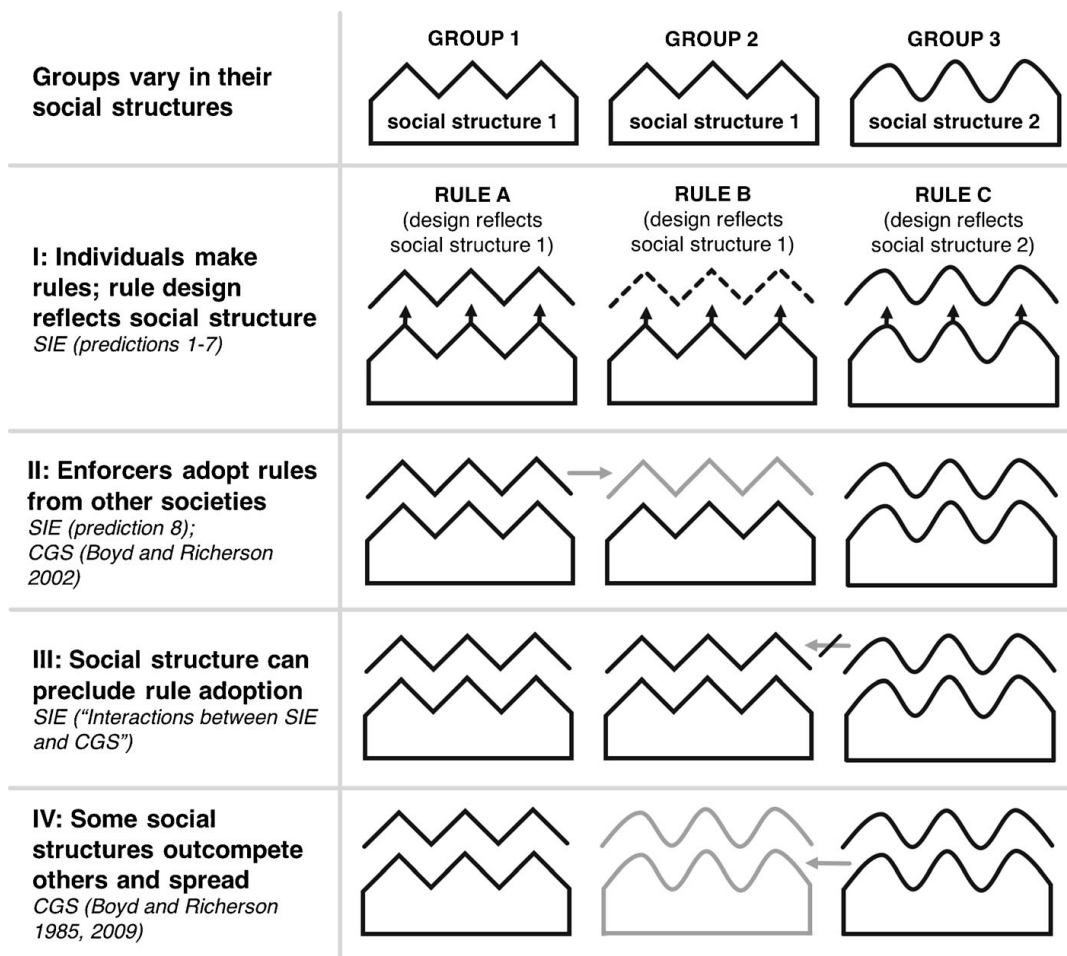 GROUP 1
GROUP 2
GROUP 3
Groups vary in their
social structures
social structure 1
social structure 1
social structure 2
RULE A
(design reflects
social structure 1)
RULE B
(design reflects
social structure 1)
RULE C
(design reflects
social structure 2)
I: Individuals make
rules; rule design
reflects social structure
SIE (predictions 1-7)
II: Enforcers adopt rules
from other societies
SIE (prediction 8);
CGS (Boyd and Richerson
2002)
III: Social structure can
preclude rule adoption
SIE (“Interactions between SIE
and CGS”)
IV: Some social
structures outcompete
others and spread
CGS (Boyd and Richerson
1985, 2009)